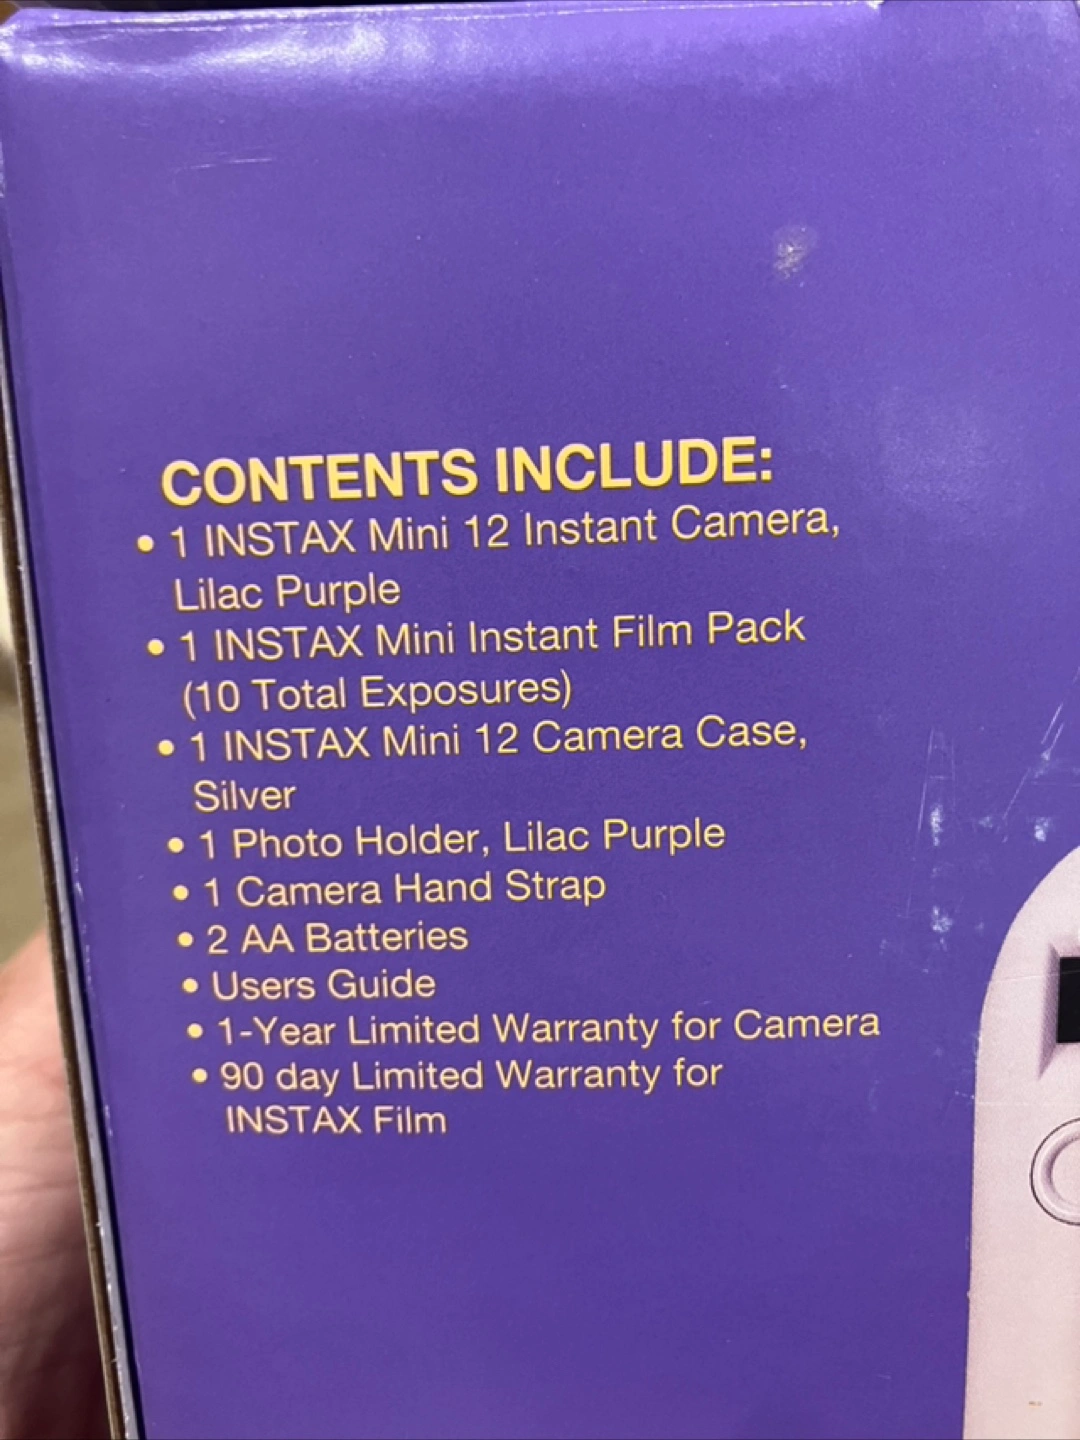 CONTENTS INCLUDE:
• 1 INSTAX Mini 12 Instant Camera,
Lilac Purple
• 1 INSTAX Mini Instant Film Pack
(10 Total Exposures)
• 1 INSTAX Mini 12 Camera Case,
Silver
• 1 Photo Holder, Lilac Purple
• 1 Camera Hand Strap
• 2 AA Batteries
• Users Guide
• 1-Year Limited Warranty for Camera
• 90 day Limited Warranty for
INSTAX Film